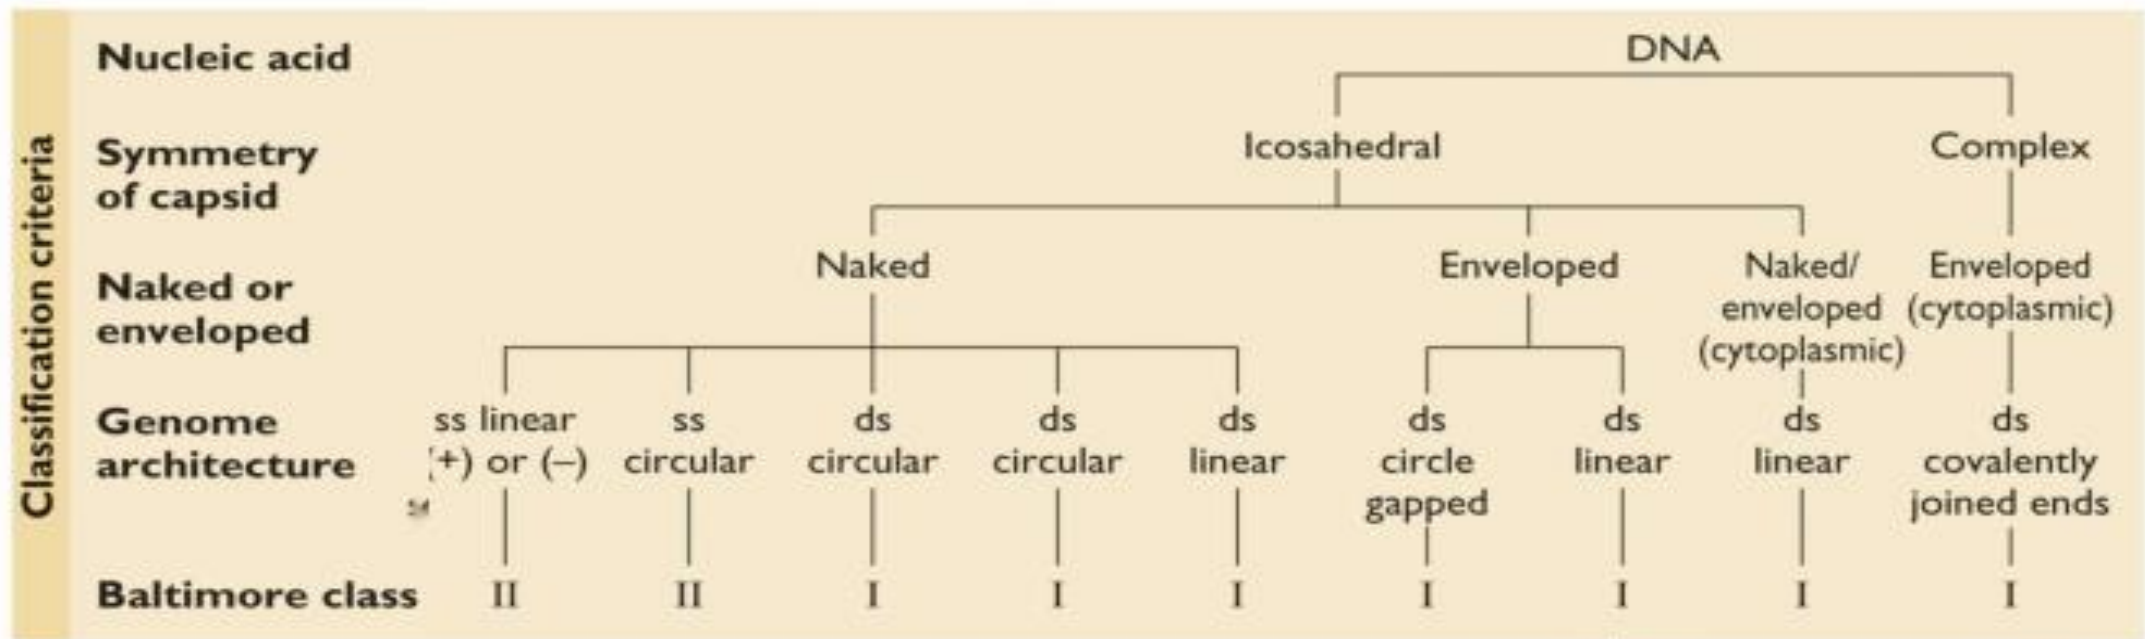 Classification criteria
Nucleic acid
DNA
Symmetry
of capsid
Icosahedral
Complex
Naked or
enveloped
Naked
Enveloped
Naked/
enveloped
(cytoplasmic)
Enveloped
(cytoplasmic)
Genome
architecture
ss linear
(+) or (–)
ss
circular
ds
circular
ds
circular
ds
linear
ds
circle
gapped
ds
linear
ds
linear
ds
covalently
joined ends
Baltimore class
II
II
I
I
I
I
I
I
I